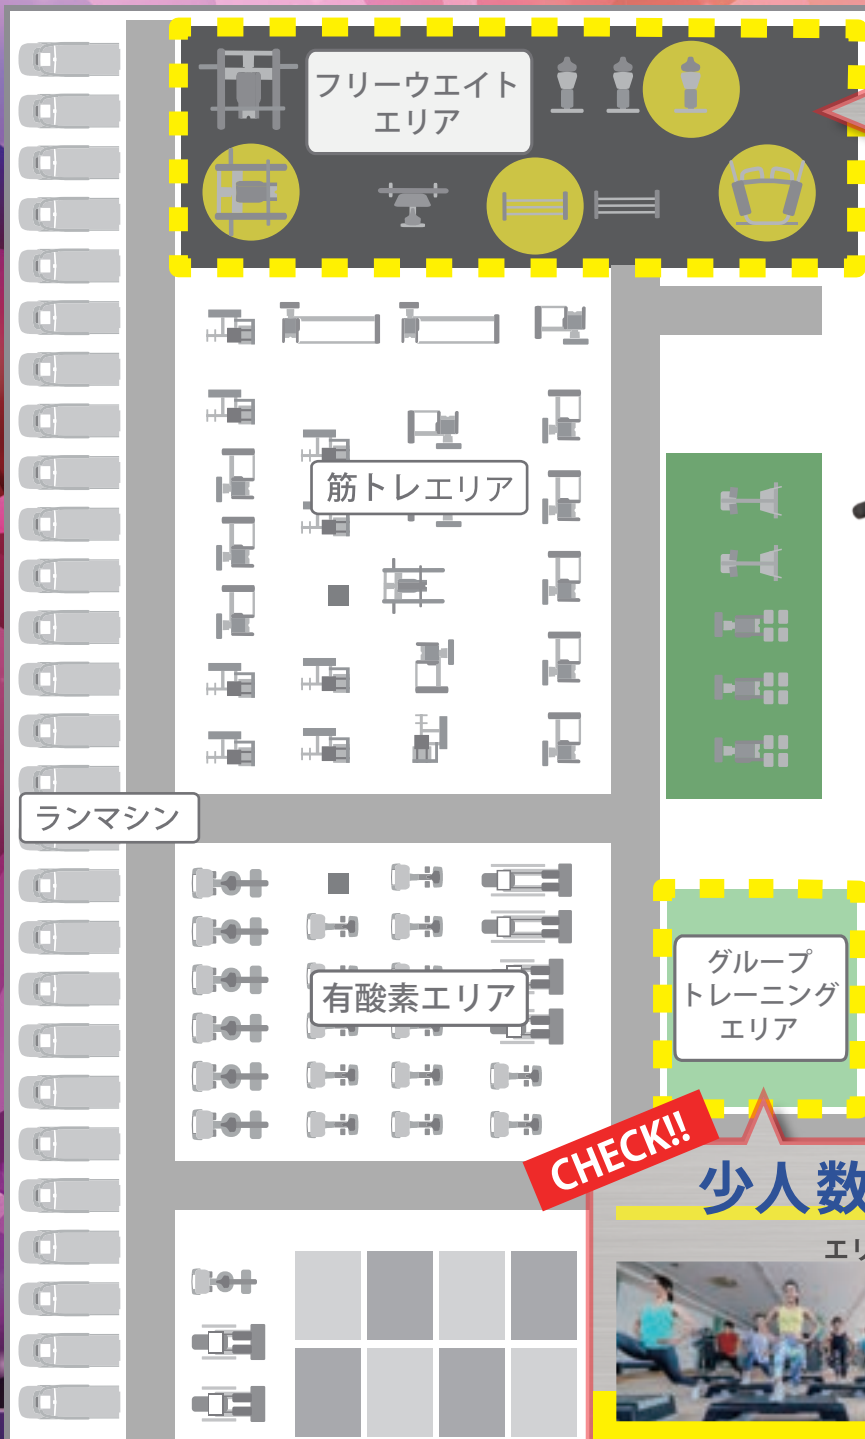 フリーウエイト
エリア
筋トレエリア
ランマシン
有酸素エリア
グループ
トレーニング
エリア
CHECK!!
少人数
エリ